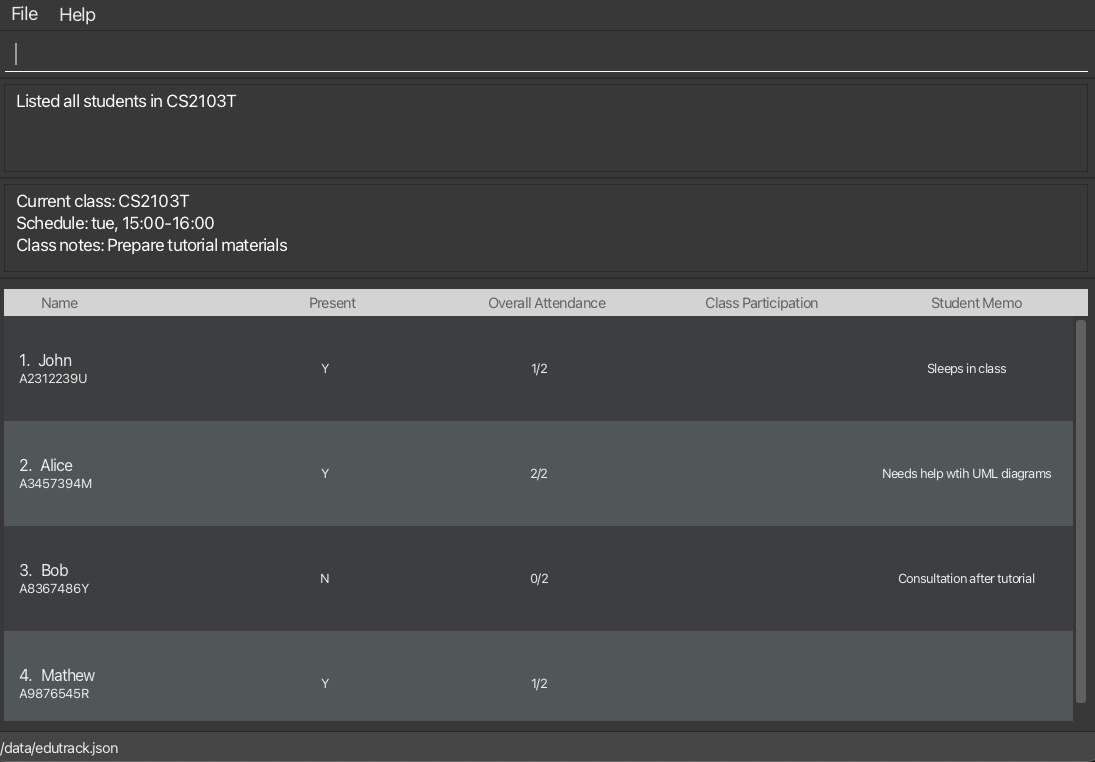 File Help
Listed all students in CS2103T
Current class: CS2103T
Schedule: tue, 15:00-16:00
Class notes: Prepare tutorial materials
Name Present Overall Attendance Class Participation Student Memo
1. John
A2312239U
Y 1/2 Sleeps in class
2. Alice
A3457394M
Y 2/2 Needs help wtih UML diagrams
3. Bob
A8367486Y
N 0/2 Consultation after tutorial
4. Mathew
A9876545R
Y 1/2
/data/edutrack.json